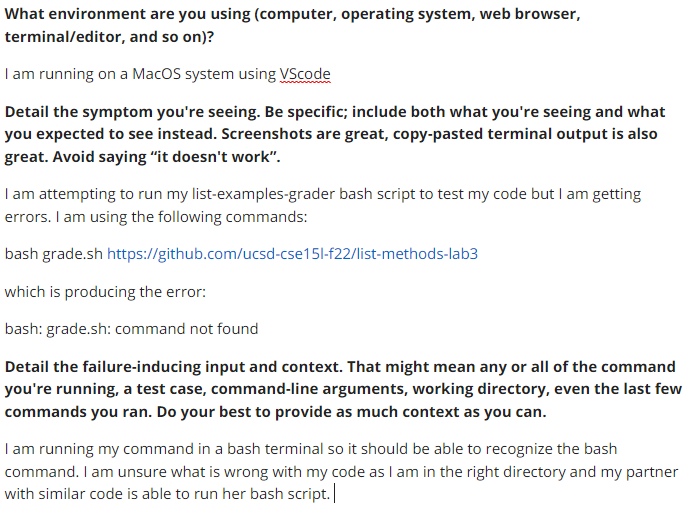 What environment are you using (computer, operating system, web browser,
terminal/editor, and so on)?
I am running on a MacOS system using VScode
Detail the symptom you're seeing. Be specific; include both what you're seeing and what
you expected to see instead. Screenshots are great, copy-pasted terminal output is also
great. Avoid saying “it doesn't work”.
I am attempting to run my list-examples-grader bash script to test my code but I am getting
errors. I am using the following commands:
bash grade.sh https://github.com/ucsd-cse15l-f22/list-methods-lab3
which is producing the error:
bash: grade.sh: command not found
Detail the failure-inducing input and context. That might mean any or all of the command
you're running, a test case, command-line arguments, working directory, even the last few
commands you ran. Do your best to provide as much context as you can.
I am running my command in a bash terminal so it should be able to recognize the bash
command. I am unsure what is wrong with my code as I am in the right directory and my partner
with similar code is able to run her bash script.